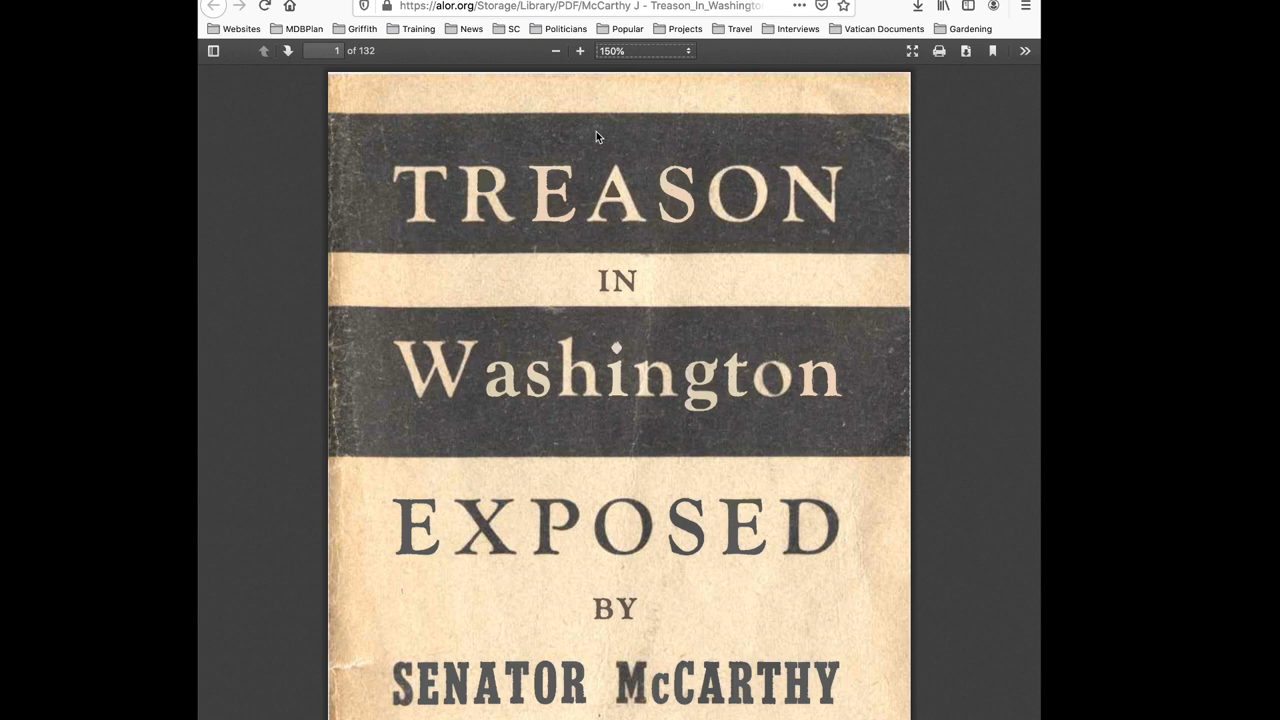 https://alor.org/Storage/Library/PDF/McCarthy J - Treason_In_Washingto
Websites MDBPlan Griffith Training News SC Politicians Popular Projects Travel Interviews Vatican Documents Gardening
1 of 132 150%
TREASON
IN
Washington
EXPOSED
BY
SENATOR McCARTHY